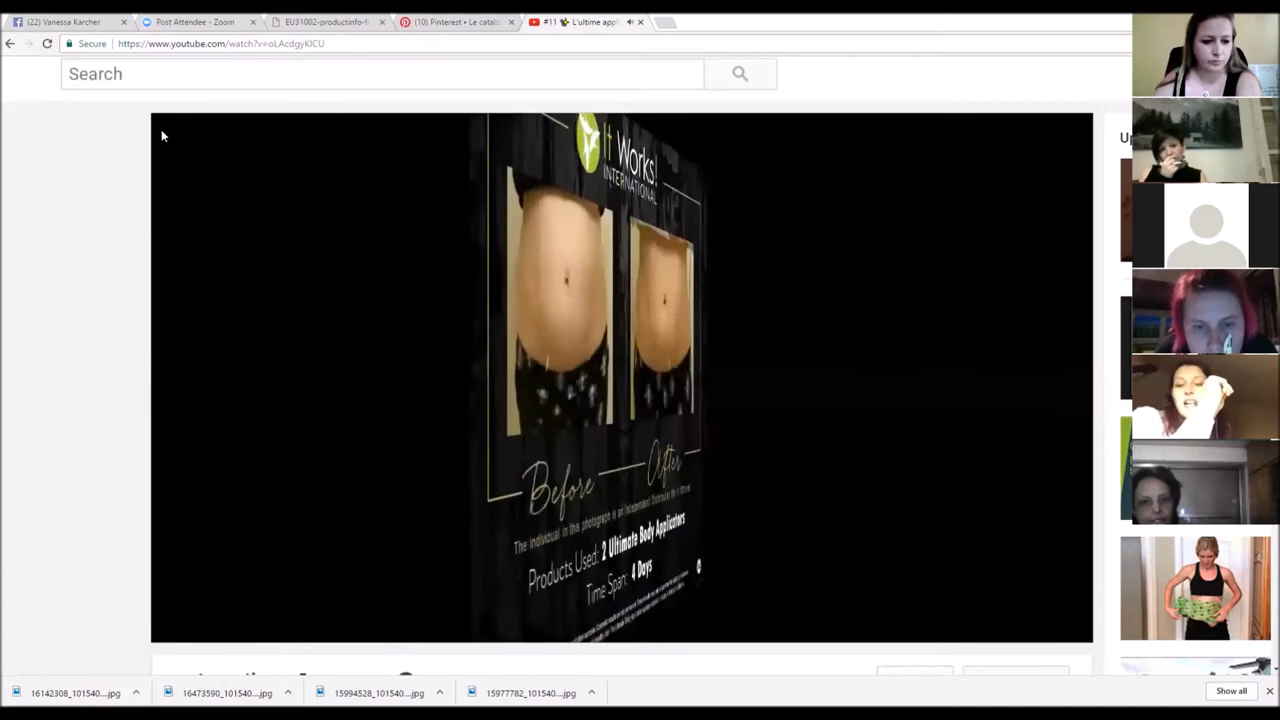 (22) Vanessa Karcher
Post Attendee - Zoom
EU31002-productinfo-f
(10) Pinterest • Le catalo
#11 L'ultime appl
Secure
https://www.youtube.com/watch?v=oLAcdgyKlCU
Search
It Works!
INTERNATIONAL
Before
After
The individual in this photograph is an Independent Distributor for It Works!
Products Used: 2 Ultimate Body Applicators
Time Span: 4 Days
16142308_101540....jpg
16473590_101540....jpg
15994528_101540....jpg
15977782_101540....jpg
Show all